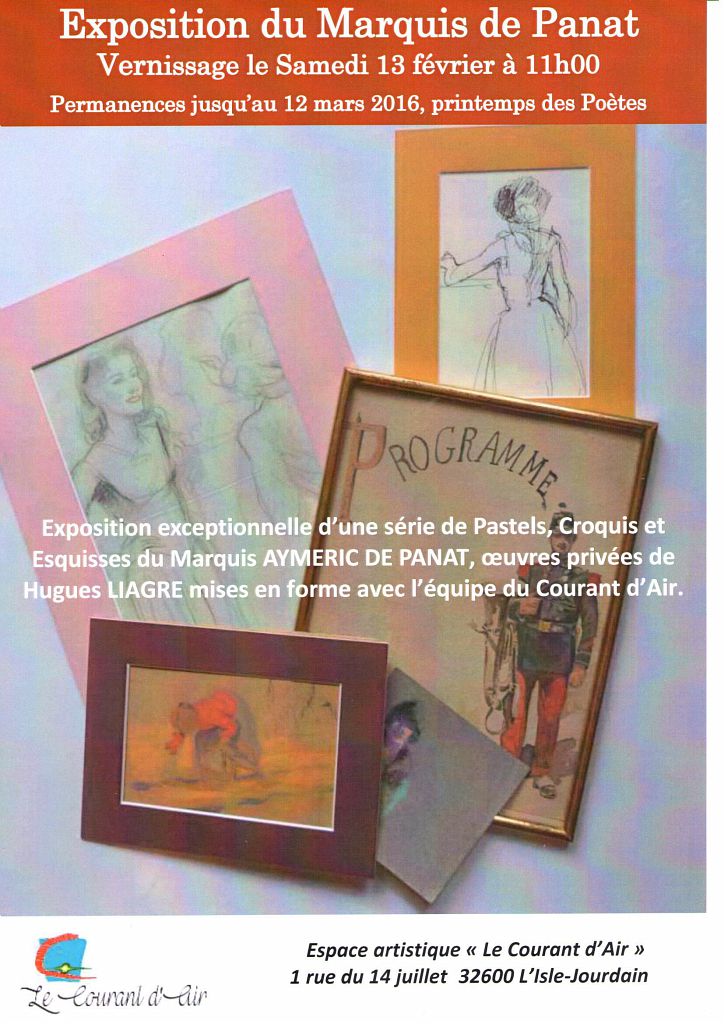 Exposition du Marquis de Panat
Vernissage le Samedi 13 février à 11h00
Permanences jusqu'au 12 mars 2016, printemps des Poètes
PROGRAMME
Exposition exceptionnelle d'une série de Pastels, Croquis et
Esquisses du Marquis AYMERIC DE PANAT, œuvres privées de
Hugues LIAGRE mises en forme avec l'équipe du Courant d'Air.
Espace artistique « Le Courant d'Air »
1 rue du 14 juillet 32600 L'Isle-Jourdain
Le Courant d'Air